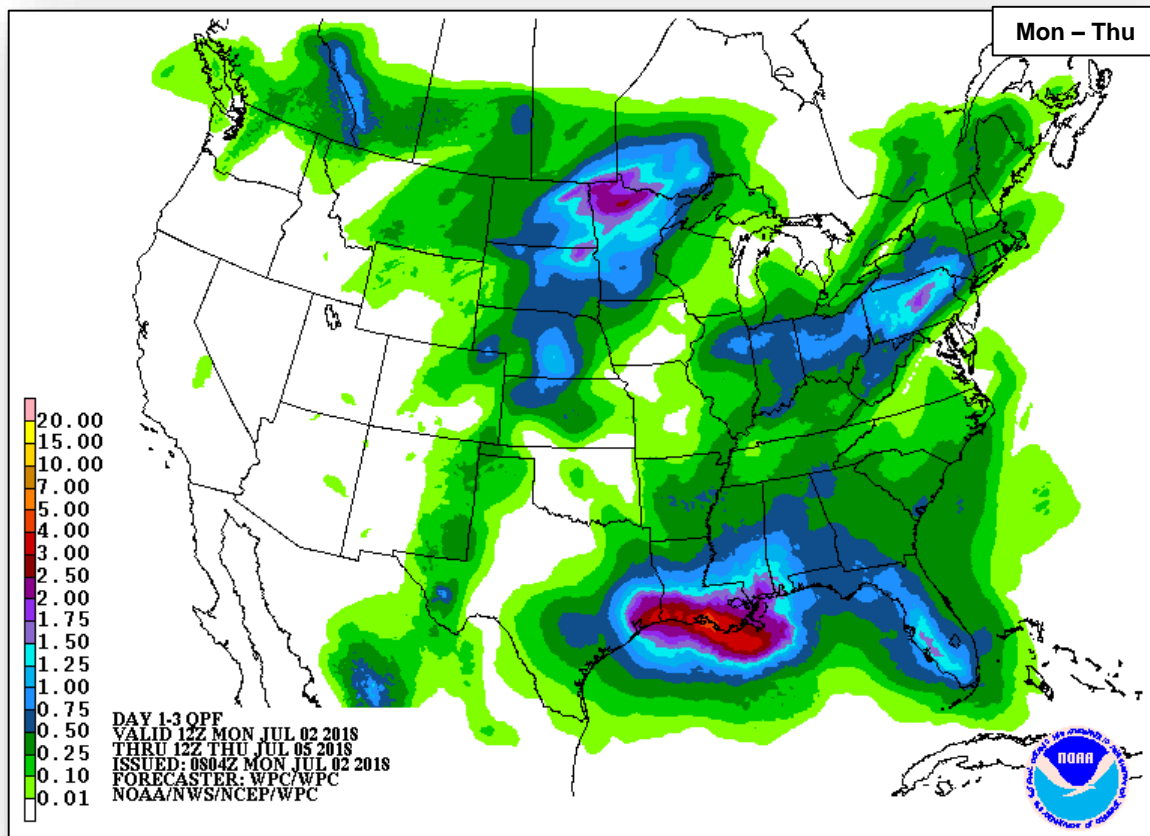 Mon – Thu
20.00
15.00
10.00
7.00
5.00
4.00
3.00
2.50
2.00
1.75
1.50
1.25
1.00
0.75
0.50
0.25
0.10
0.01
DAY 1-3 QPF
VALID 12Z MON JUL 02 2018
THRU 12Z THU JUL 05 2018
ISSUED: 0804Z MON JUL 02 2018
FORECASTER: WPC/WPC
NOAA/NWS/NCEP/WPC
NOAA